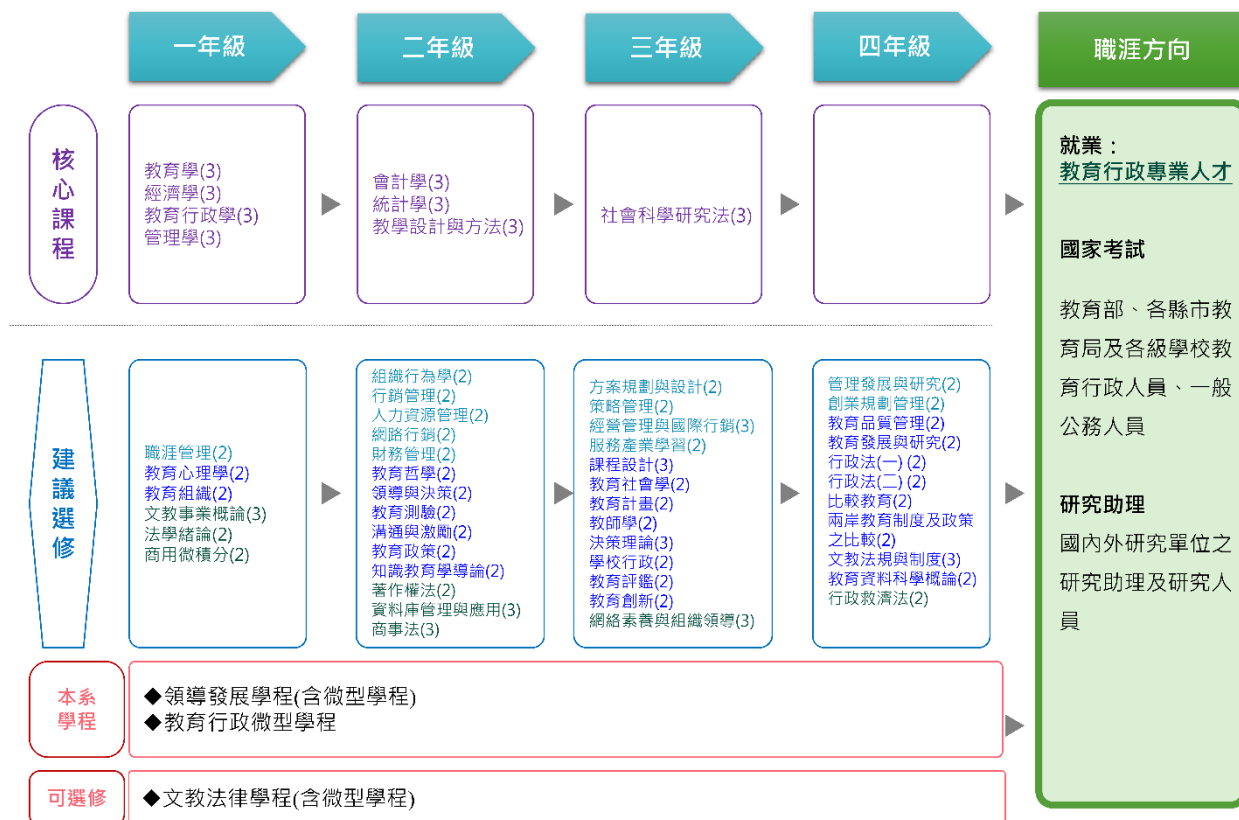 一年級
二年級
三年級
四年級
職涯方向
核心課程
教育學(3)
經濟學(3)
教育行政學(3)
管理學(3)
會計學(3)
統計學(3)
教學設計與方法(3)
社會科學研究法(3)
就業：
教育行政專業人才
國家考試
教育部、各縣市教
育局及各級學校教
育行政人員、一般
公務人員
研究助理
國內外研究單位之
研究助理及研究人
員
建議選修
職涯管理(2)
教育心理學(2)
教育組織(2)
文教事業概論(3)
法學緒論(2)
商用微積分(2)
組織行為學(2)
行銷管理(2)
人力資源管理(2)
網路行銷(2)
財務管理(2)
教育哲學(2)
領導與決策(2)
教育測驗(2)
溝通與激勵(2)
教育政策(2)
知識教育學導論(2)
著作權法(2)
資料庫管理與應用(3)
商事法(3)
方案規劃與設計(2)
策略管理(2)
經營管理與國際行銷(3)
服務產業學習(2)
課程設計(3)
教育社會學(2)
教育計畫(2)
教師學(2)
決策理論(3)
學校行政(2)
教育評鑑(2)
教育創新(2)
網絡素養與組織領導(3)
管理發展與研究(2)
創業規劃管理(2)
教育品質管理(2)
教育發展與研究(2)
行政法(一) (2)
行政法(二) (2)
比較教育(2)
兩岸教育制度及政策
之比較(2)
文教法規與制度(3)
教育資料科學概論(2)
行政救濟法(2)
本系
學程
◆領導發展學程(含微型學程)
◆教育行政微型學程
可選修
◆文教法律學程(含微型學程)